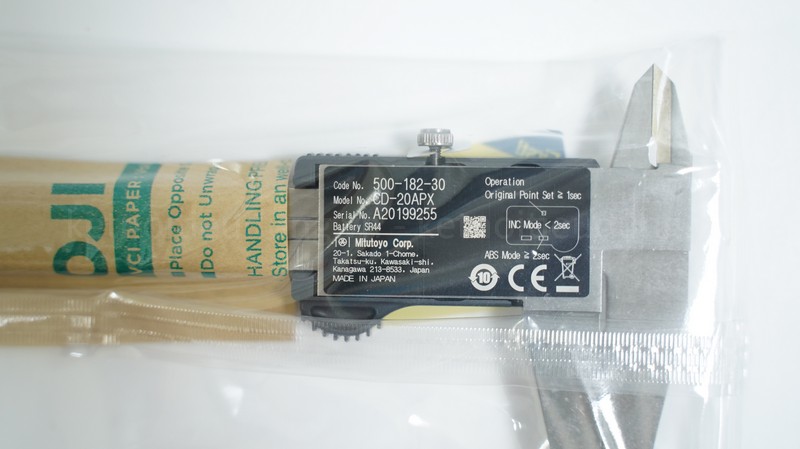 OJI
VCI PAPER
Place Oppo
Do not Unwr
HANDLING
Store in an
Code No. 500-182-30
Model No. CD-20APX
Serial No. A20199255
Battery SR44
Mitutoyo Corp.
20-1, Sakado 1-Chome,
Takatsu-ku, Kawasaki-shi,
Kanagawa 213-8533, Japan
MADE IN JAPAN
Operation
Original Point Set ≧ 1sec
INC Mode < 2sec
ABS Mode ≧ 2sec
10
CE